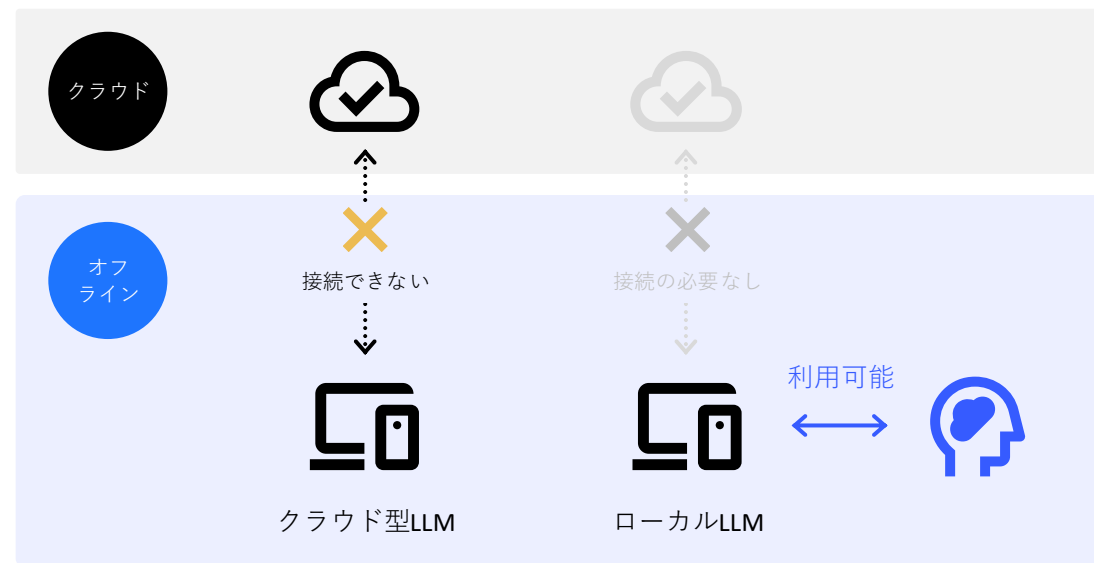 クラウド
オフ
ライン
接続できない
接続の必要なし
利用可能
クラウド型LLM
ローカルLLM